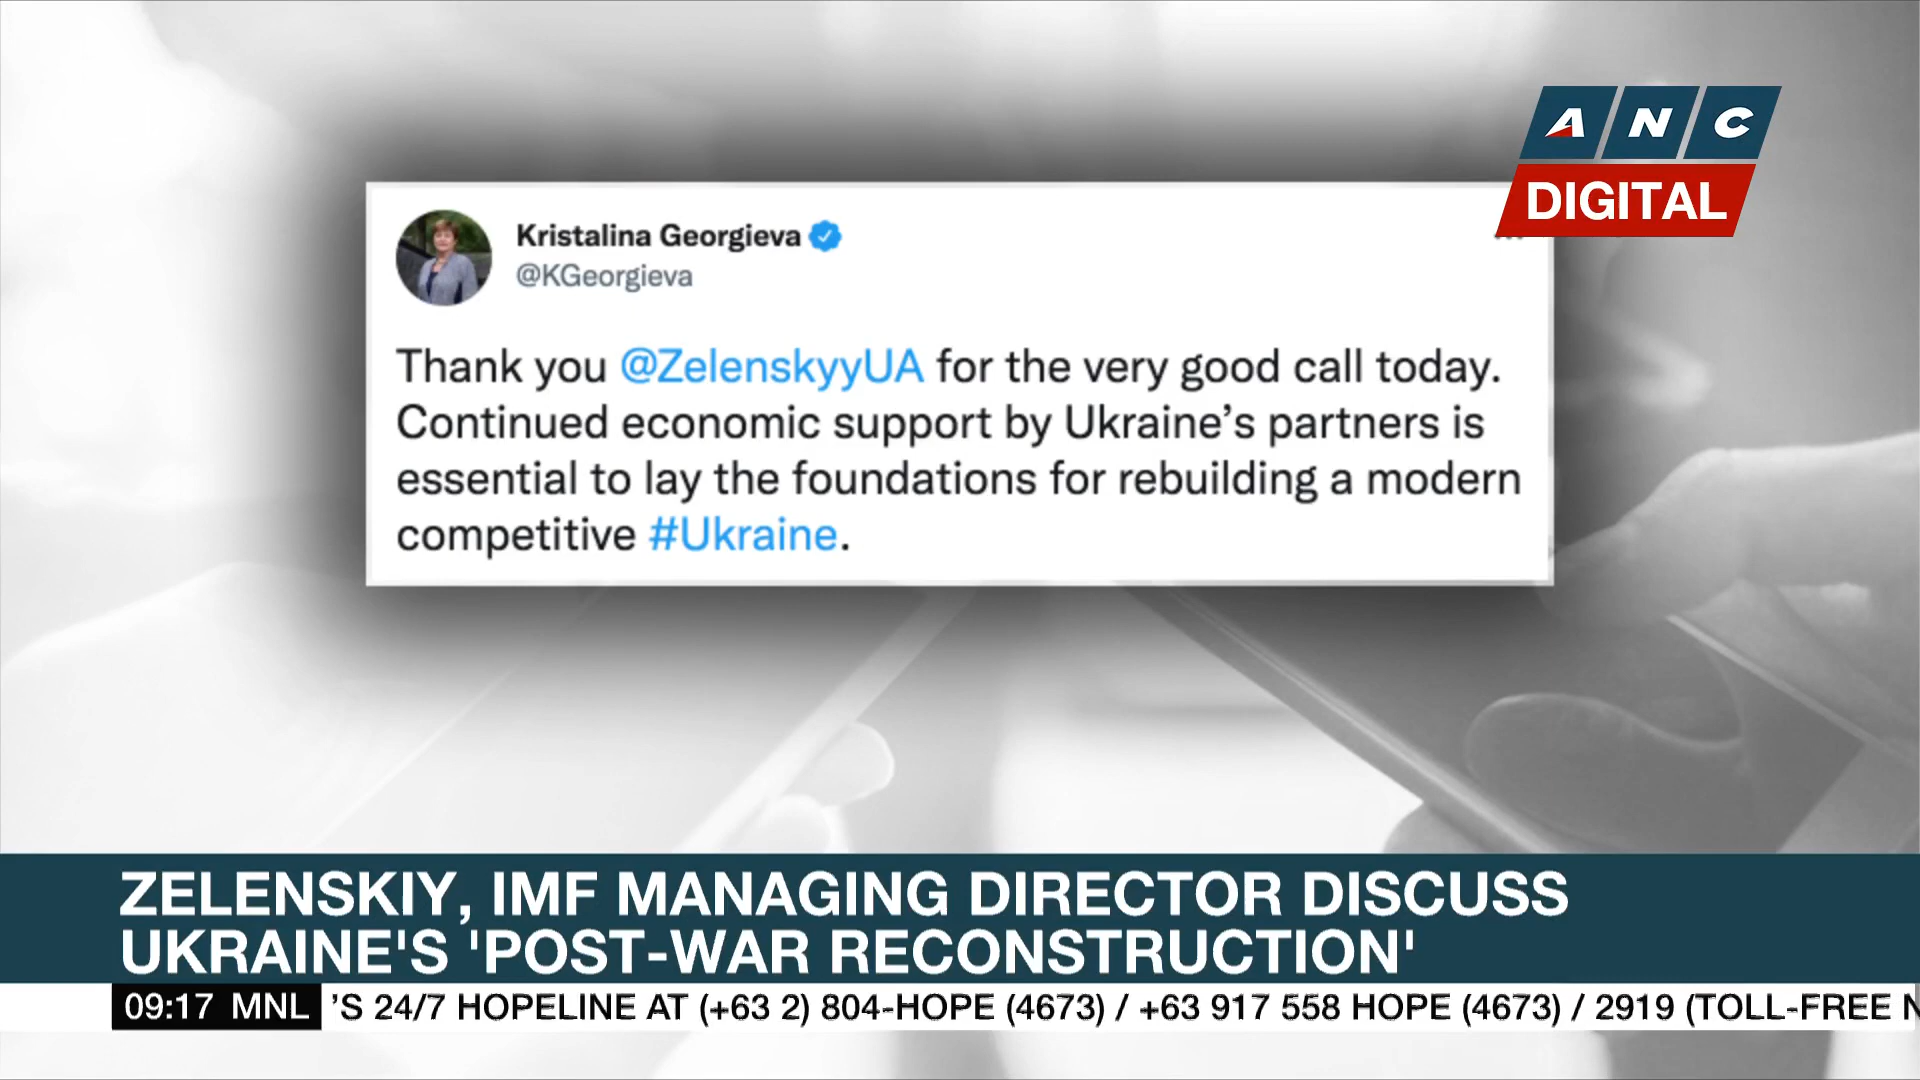 ANC
DIGITAL
Kristalina Georgieva
@KGeorgieva
Thank you @ZelenskyyUA for the very good call today.
Continued economic support by Ukraine’s partners is
essential to lay the foundations for rebuilding a modern
competitive #Ukraine.
ZELENSKIY, IMF MANAGING DIRECTOR DISCUSS
UKRAINE'S 'POST-WAR RECONSTRUCTION'
09:17 MNL 'S 24/7 HOPELINE AT (+63 2) 804-HOPE (4673) / +63 917 558 HOPE (4673) / 2919 (TOLL-FREE N